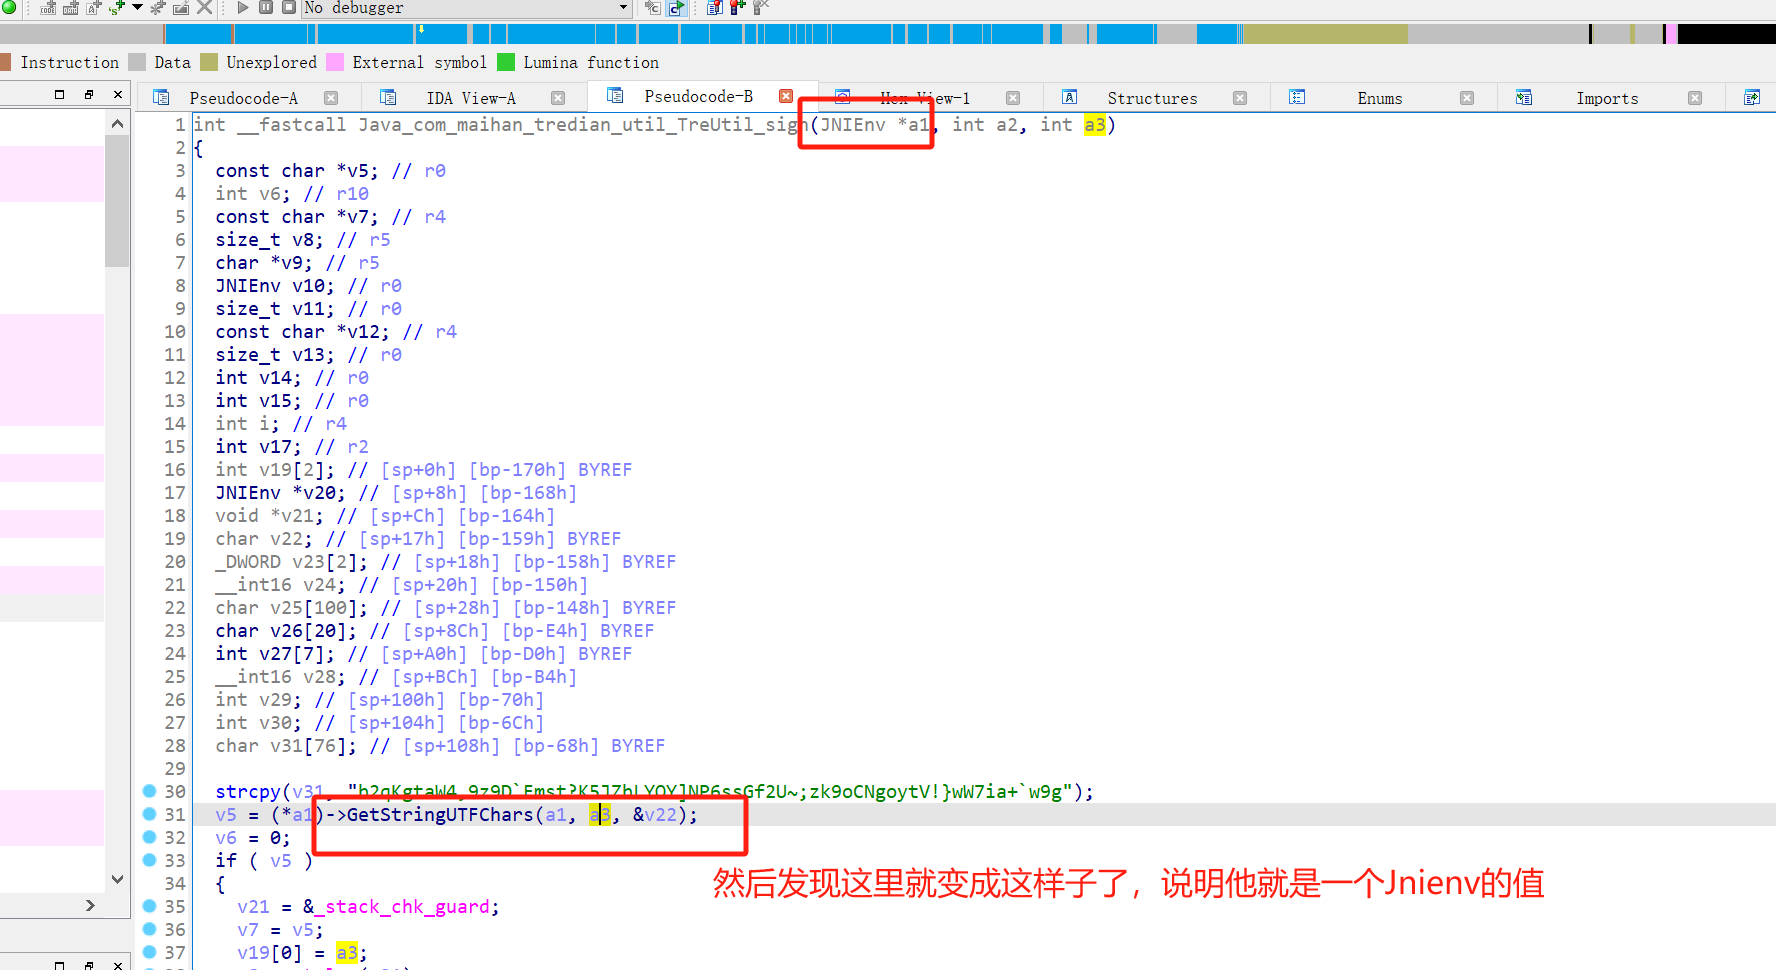 No debugger
Instruction Data Unexplored External symbol Lumina function
Pseudocode-A IDA View-A Pseudocode-B Hex View-1 Structures Enums Imports
1 int __fastcall Java_com_maihan_tredian_util_TreUtil_sign(JNIEnv *a1, int a2, int a3)
2 {
3 const char *v5; // r0
4 int v6; // r10
5 const char *v7; // r4
6 size_t v8; // r5
7 char *v9; // r5
8 JNIEnv v10; // r0
9 size_t v11; // r0
10 const char *v12; // r4
11 size_t v13; // r0
12 int v14; // r0
13 int v15; // r0
14 int i; // r4
15 int v17; // r2
16 int v19[2]; // [sp+0h] [bp-170h] BYREF
17 JNIEnv *v20; // [sp+8h] [bp-168h]
18 void *v21; // [sp+Ch] [bp-164h]
19 char v22; // [sp+17h] [bp-159h] BYREF
20 _DWORD v23[2]; // [sp+18h] [bp-158h] BYREF
21 __int16 v24; // [sp+20h] [bp-150h]
22 char v25[100]; // [sp+28h] [bp-148h] BYREF
23 char v26[20]; // [sp+8Ch] [bp-E4h] BYREF
24 int v27[7]; // [sp+A0h] [bp-D0h] BYREF
25 __int16 v28; // [sp+BCh] [bp-B4h]
26 int v29; // [sp+100h] [bp-70h]
27 int v30; // [sp+104h] [bp-6Ch]
28 char v31[76]; // [sp+108h] [bp-68h] BYREF
29
30 strcpy(v31,
31 v5 = (*a1)->GetStringUTFChars(a1, a3, &v22);
32 v6 = 0;
33 if ( v5 )
34 {
35 v21 = &_stack_chk_guard;
36 v7 = v5;
37 v19[0] = a3;
然后发现这里就变成这样子了，说明他就是一个Jnienv的值